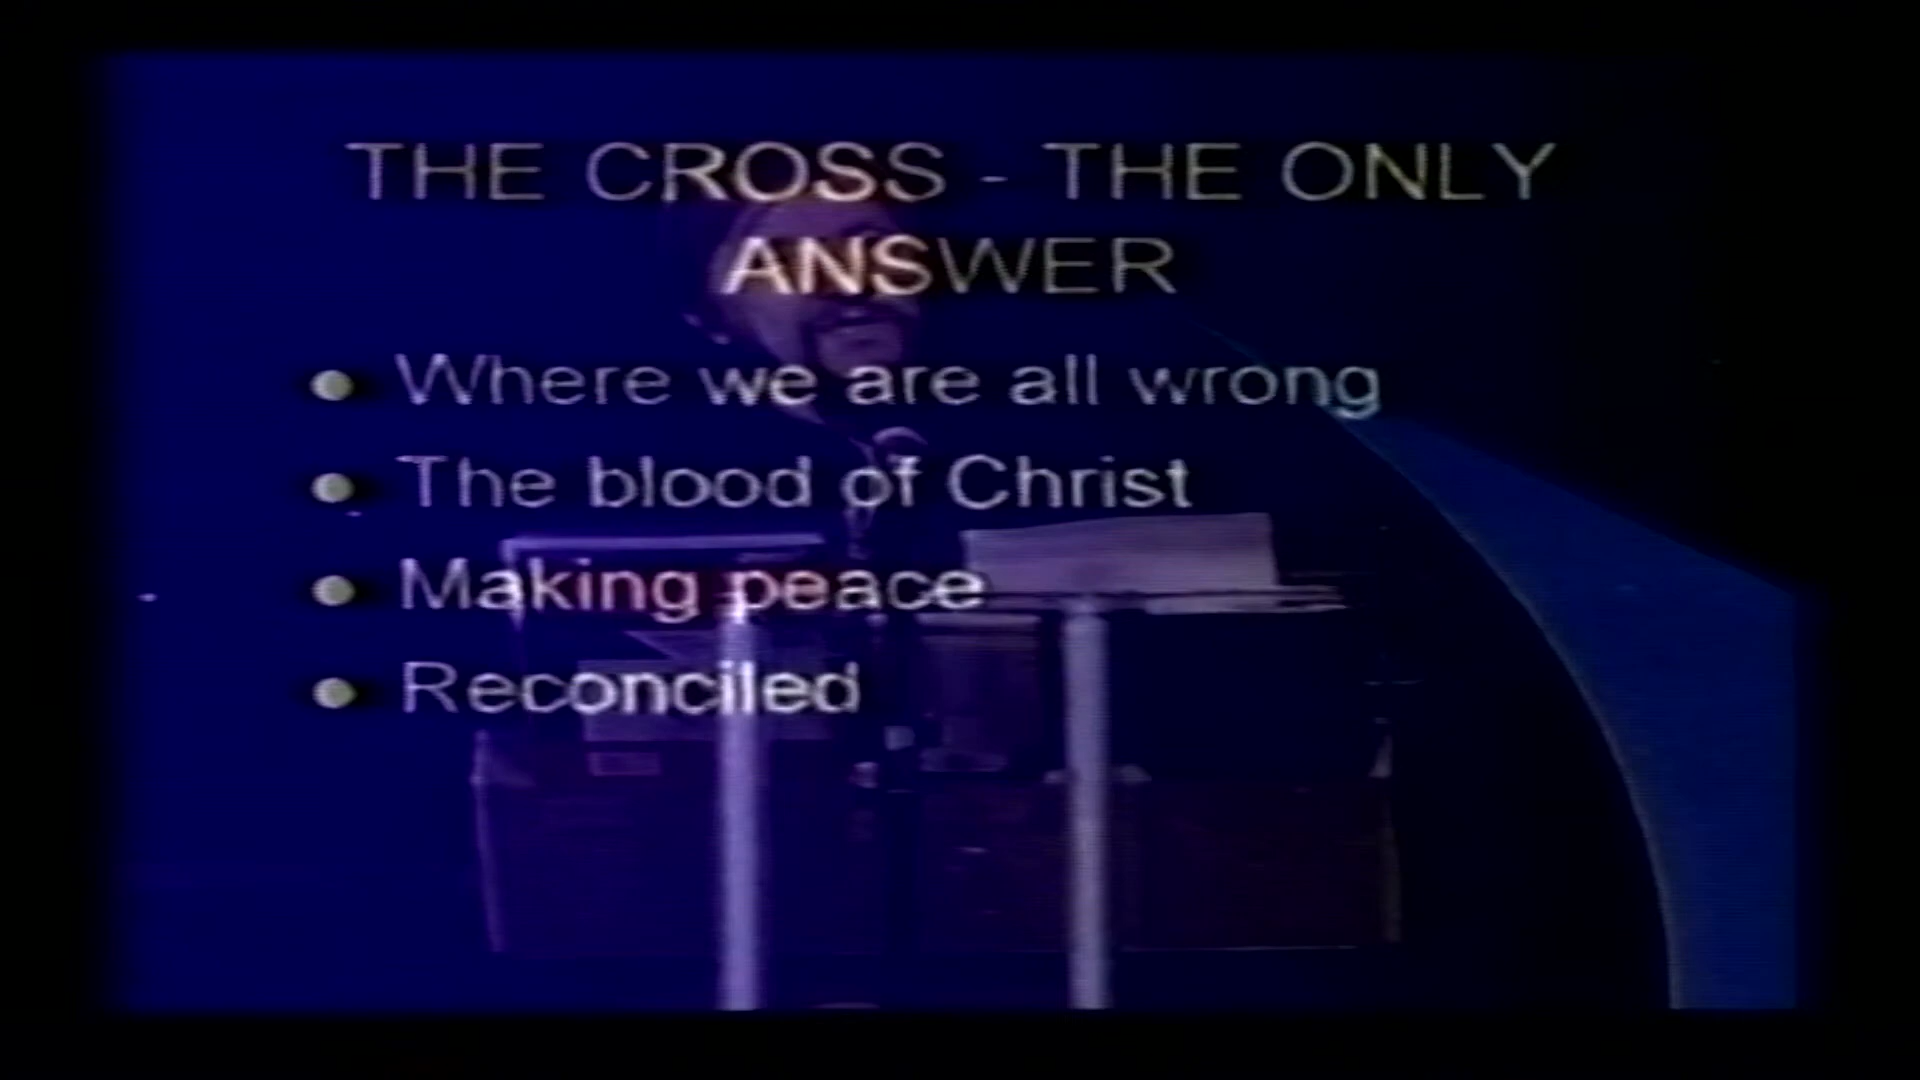 THE CROSS - THE ONLY
ANSWER
• Where we are all wrong
• The blood of Christ
• Making peace
• Reconciled